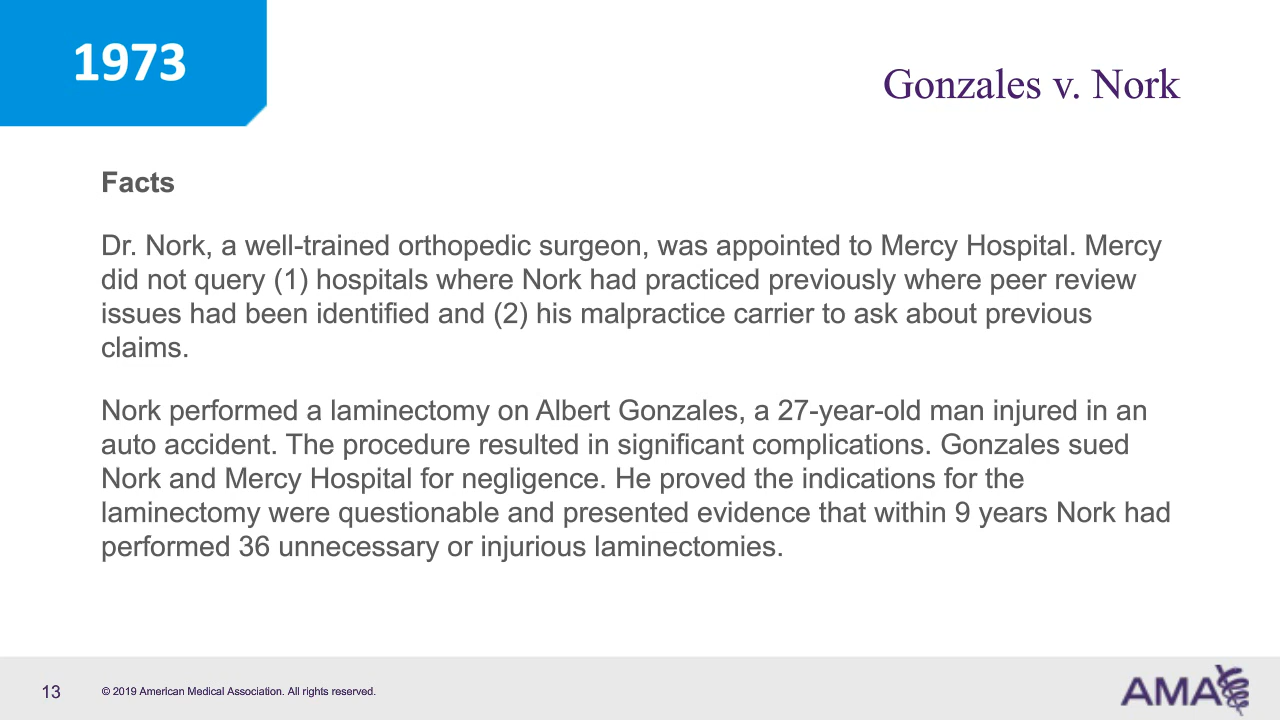 1973
Gonzales v. Nork
Facts
Dr. Nork, a well-trained orthopedic surgeon, was appointed to Mercy Hospital. Mercy
did not query (1) hospitals where Nork had practiced previously where peer review
issues had been identified and (2) his malpractice carrier to ask about previous
claims.
Nork performed a laminectomy on Albert Gonzales, a 27-year-old man injured in an
auto accident. The procedure resulted in significant complications. Gonzales sued
Nork and Mercy Hospital for negligence. He proved the indications for the
laminectomy were questionable and presented evidence that within 9 years Nork had
performed 36 unnecessary or injurious laminectomies.
13
© 2019 American Medical Association. All rights reserved.
AMA